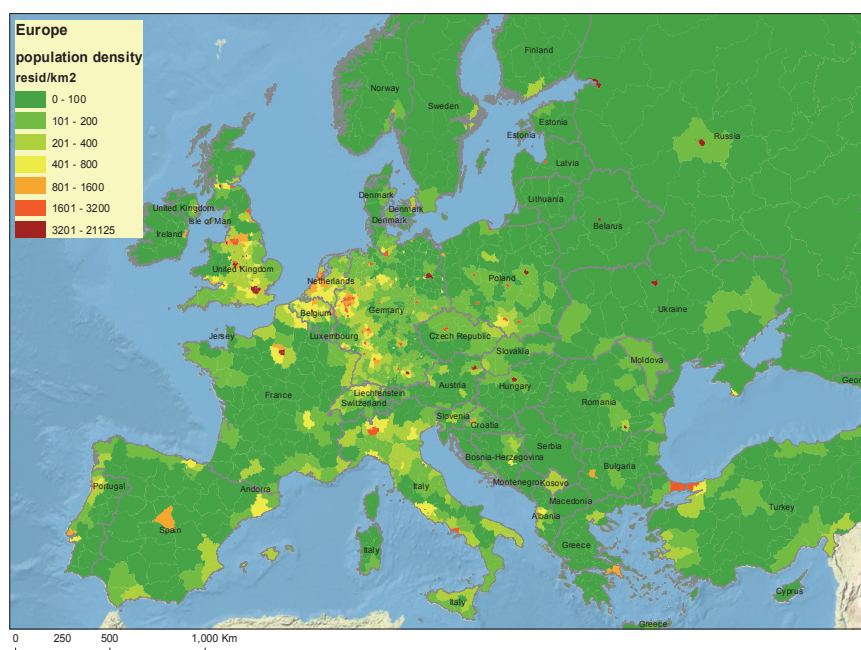 Europe
population density
resid/km2
0 - 100
101 - 200
201 - 400
401 - 800
801 - 1600
1601 - 3200
3201 - 21125
Finland
Norway
Sweden
Estonia
Estonia
Russia
Latvia
Denmark
Lithuania
United Kingdom
Denmark
Isle of Man
Denmark
Ireland
Belarus
United Kingdom
Netherlands
Poland
Belgium
Germany
Ukraine
Jersey
Luxembourg
Czech Republic
Slovakia
Moldova
Austria
Hungary
Geor
France
Liechtenstein
Switzerland
Romania
Slovenia
Croatia
Serbia
Bosnia-Herzegovina
Bulgaria
Portugal
Andorra
Italy
Montenegro
Kosovo
Macedonia
Turkey
Spain
Albania
Italy
Greece
Cyprus
Italy
Greece
0 250 500 1,000 Km